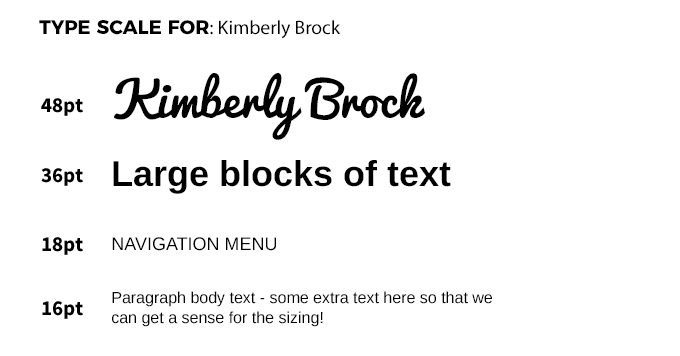 TYPE SCALE FOR: Kimberly Brock
48pt Kimberly Brock
36pt Large blocks of text
18pt NAVIGATION MENU
16pt Paragraph body text - some extra text here so that we
can get a sense for the sizing!